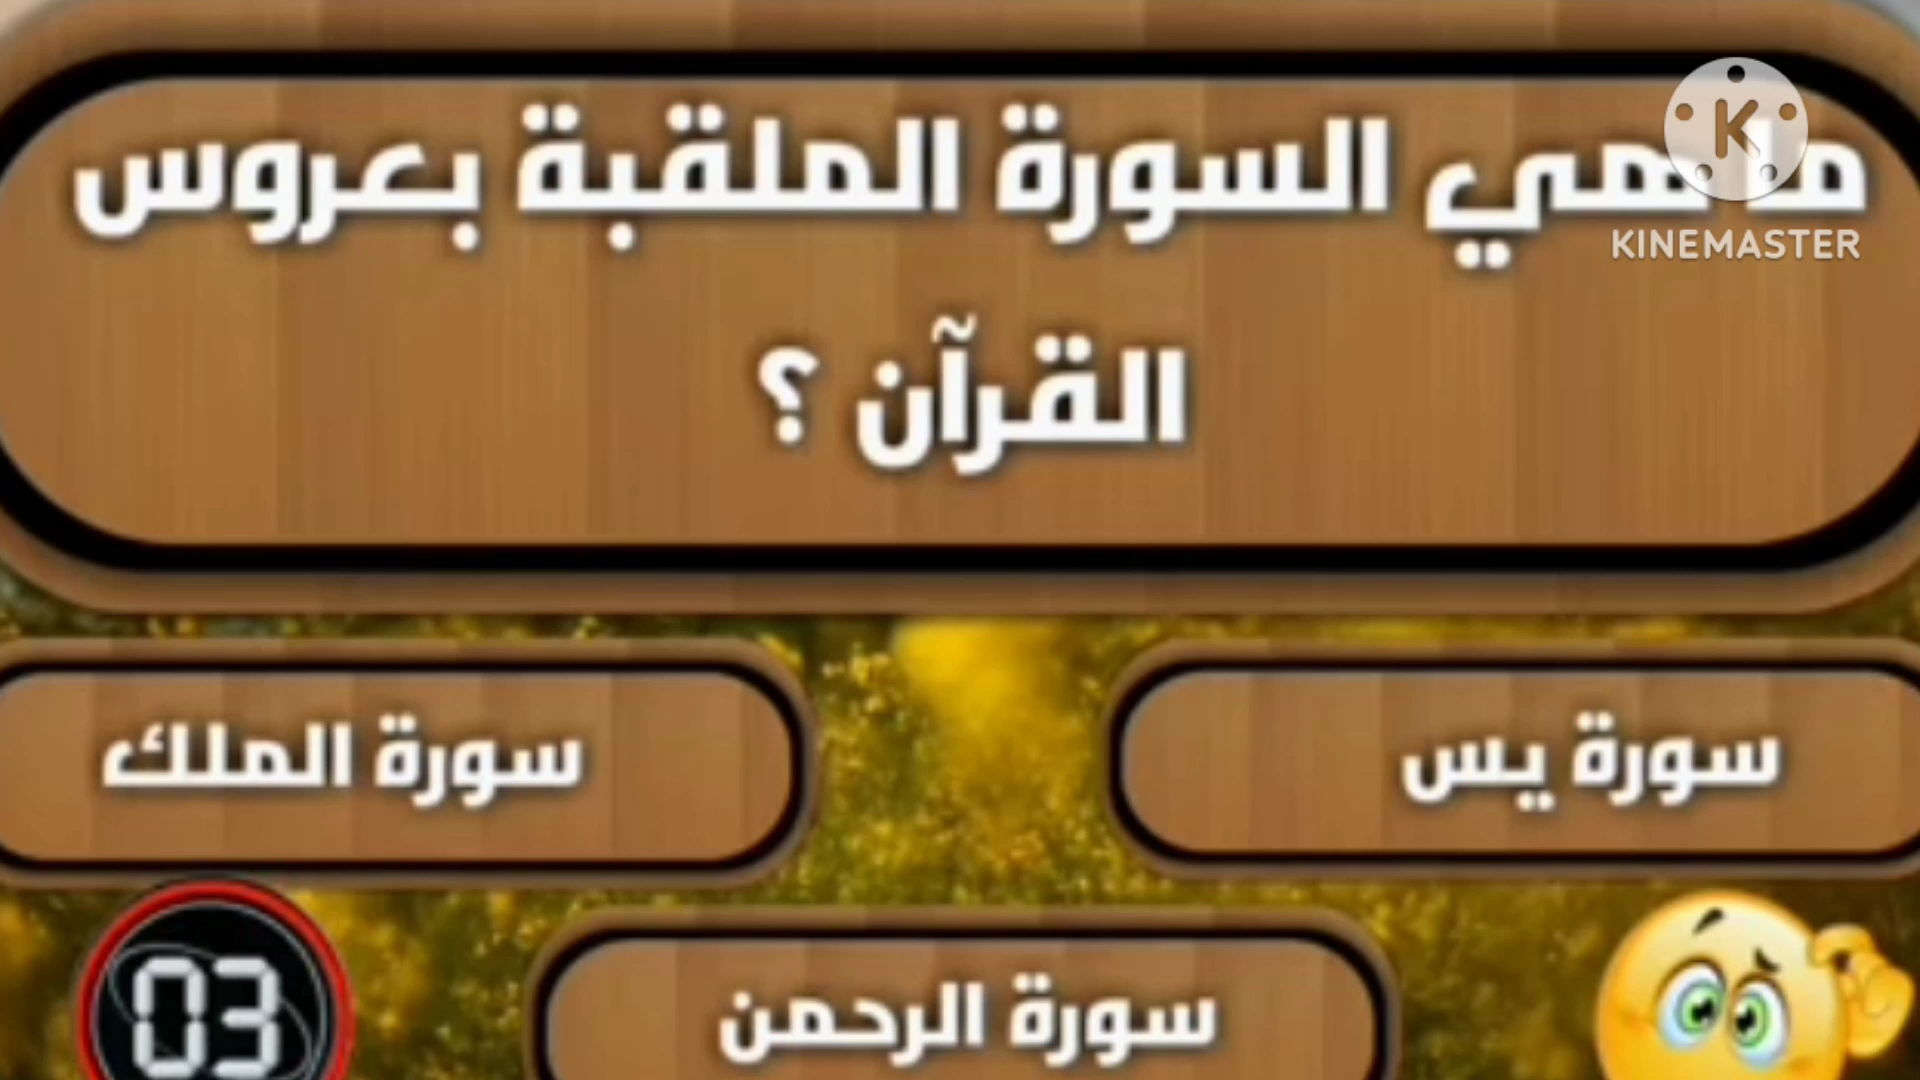 ما هي السورة الملقبة بعروس
القرآن ؟
KINEMASTER
سورة يس
سورة الملك
سورة الرحمن
03